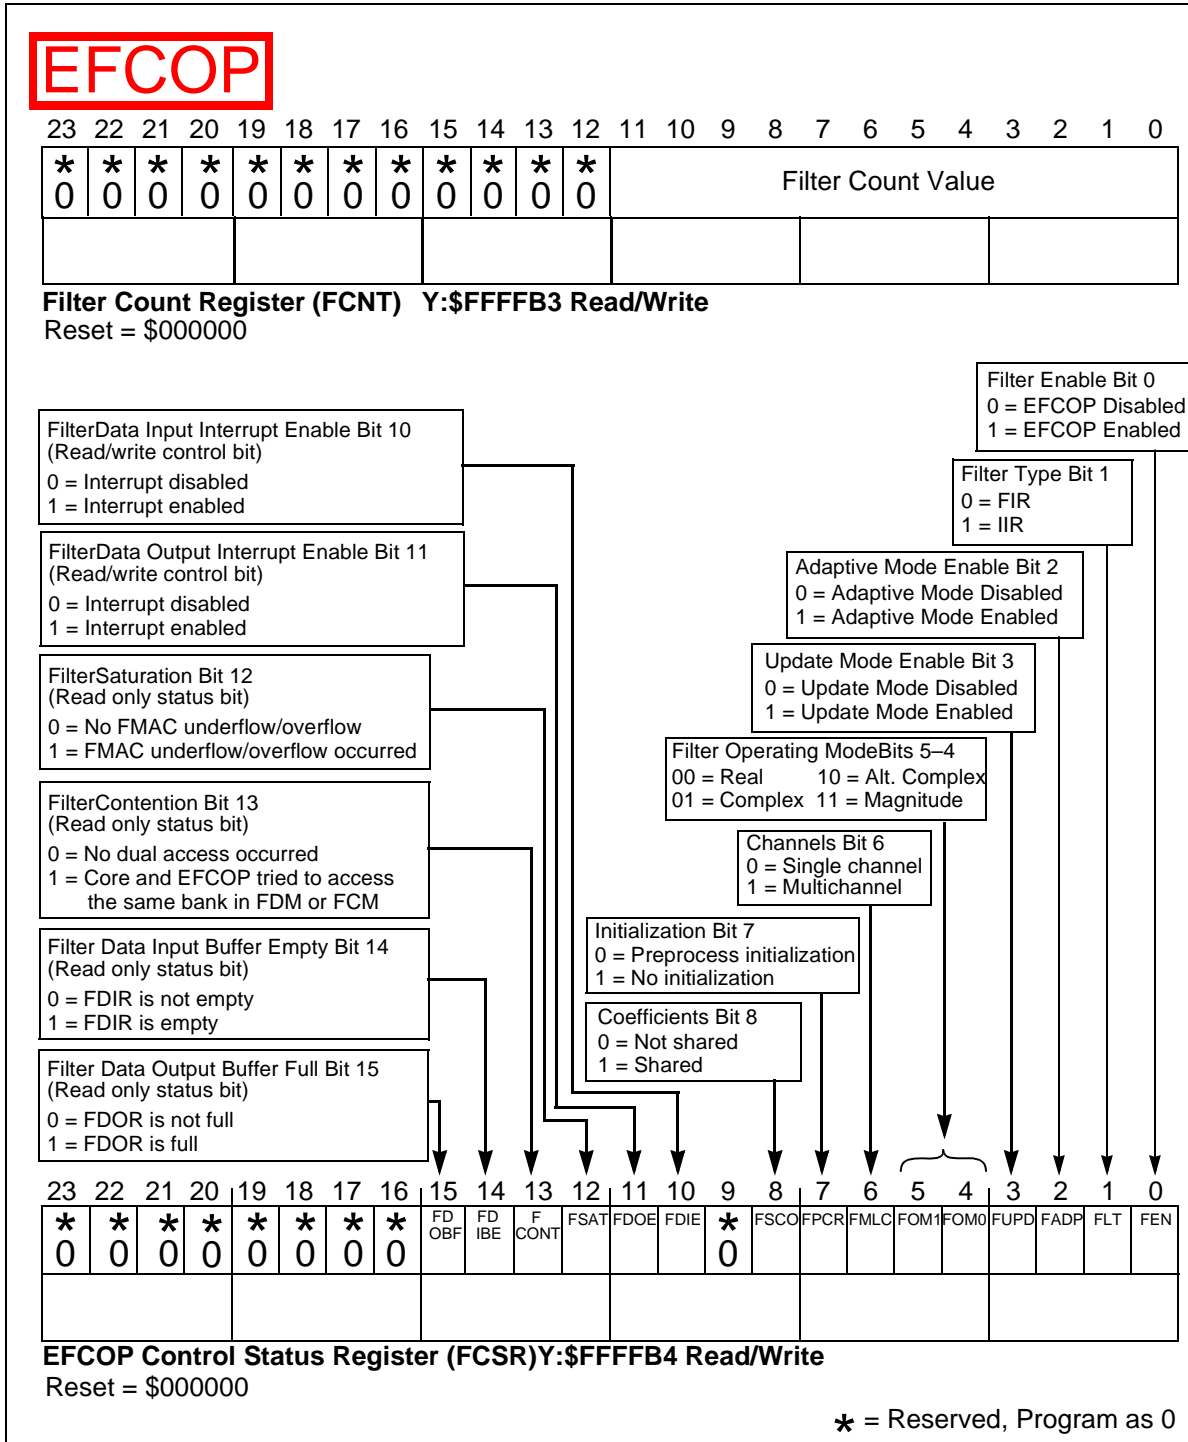 EFCOP
23 22 21 20 19 18 17 16 15 14 13 12 11 10 9 8 7 6 5 4 3 2 1 0
* * * * * * * * * * * *
0 0 0 0 0 0 0 0 0 0 0 0 Filter Count Value
Filter Count Register (FCNT) Y:$FFFFB3 Read/Write
Reset = $000000
Filter Enable Bit 0
0 = EFCOP Disabled
1 = EFCOP Enabled
FilterData Input Interrupt Enable Bit 10
(Read/write control bit)
0 = Interrupt disabled
1 = Interrupt enabled
Filter Type Bit 1
0 = FIR
1 = IIR
FilterData Output Interrupt Enable Bit 11
(Read/write control bit)
0 = Interrupt disabled
1 = Interrupt enabled
Adaptive Mode Enable Bit 2
0 = Adaptive Mode Disabled
1 = Adaptive Mode Enabled
FilterSaturation Bit 12
(Read only status bit)
0 = No FMAC underflow/overflow
1 = FMAC underflow/overflow occurred
Update Mode Enable Bit 3
0 = Update Mode Disabled
1 = Update Mode Enabled
Filter Operating ModeBits 5–4
00 = Real 10 = Alt. Complex
01 = Complex 11 = Magnitude
FilterContention Bit 13
(Read only status bit)
0 = No dual access occurred
1 = Core and EFCOP tried to access
the same bank in FDM or FCM
Channels Bit 6
0 = Single channel
1 = Multichannel
Filter Data Input Buffer Empty Bit 14
(Read only status bit)
0 = FDIR is not empty
1 = FDIR is empty
Initialization Bit 7
0 = Preprocess initialization
1 = No initialization
Coefficients Bit 8
0 = Not shared
1 = Shared
Filter Data Output Buffer Full Bit 15
(Read only status bit)
0 = FDOR is not full
1 = FDOR is full
23 22 21 20 19 18 17 16 15 14 13 12 11 10 9 8 7 6 5 4 3 2 1 0
* * * * * * * * FD FD F FSAT FDOE FDIE * FSCO FPCR FMLC FOM1 FOM0 FUPD FADP FLT FEN
OBF IBE CONT
0 0 0 0 0 0 0 0 0
EFCOP Control Status Register (FCSR)Y:$FFFFB4 Read/Write
Reset = $000000
* = Reserved, Program as 0